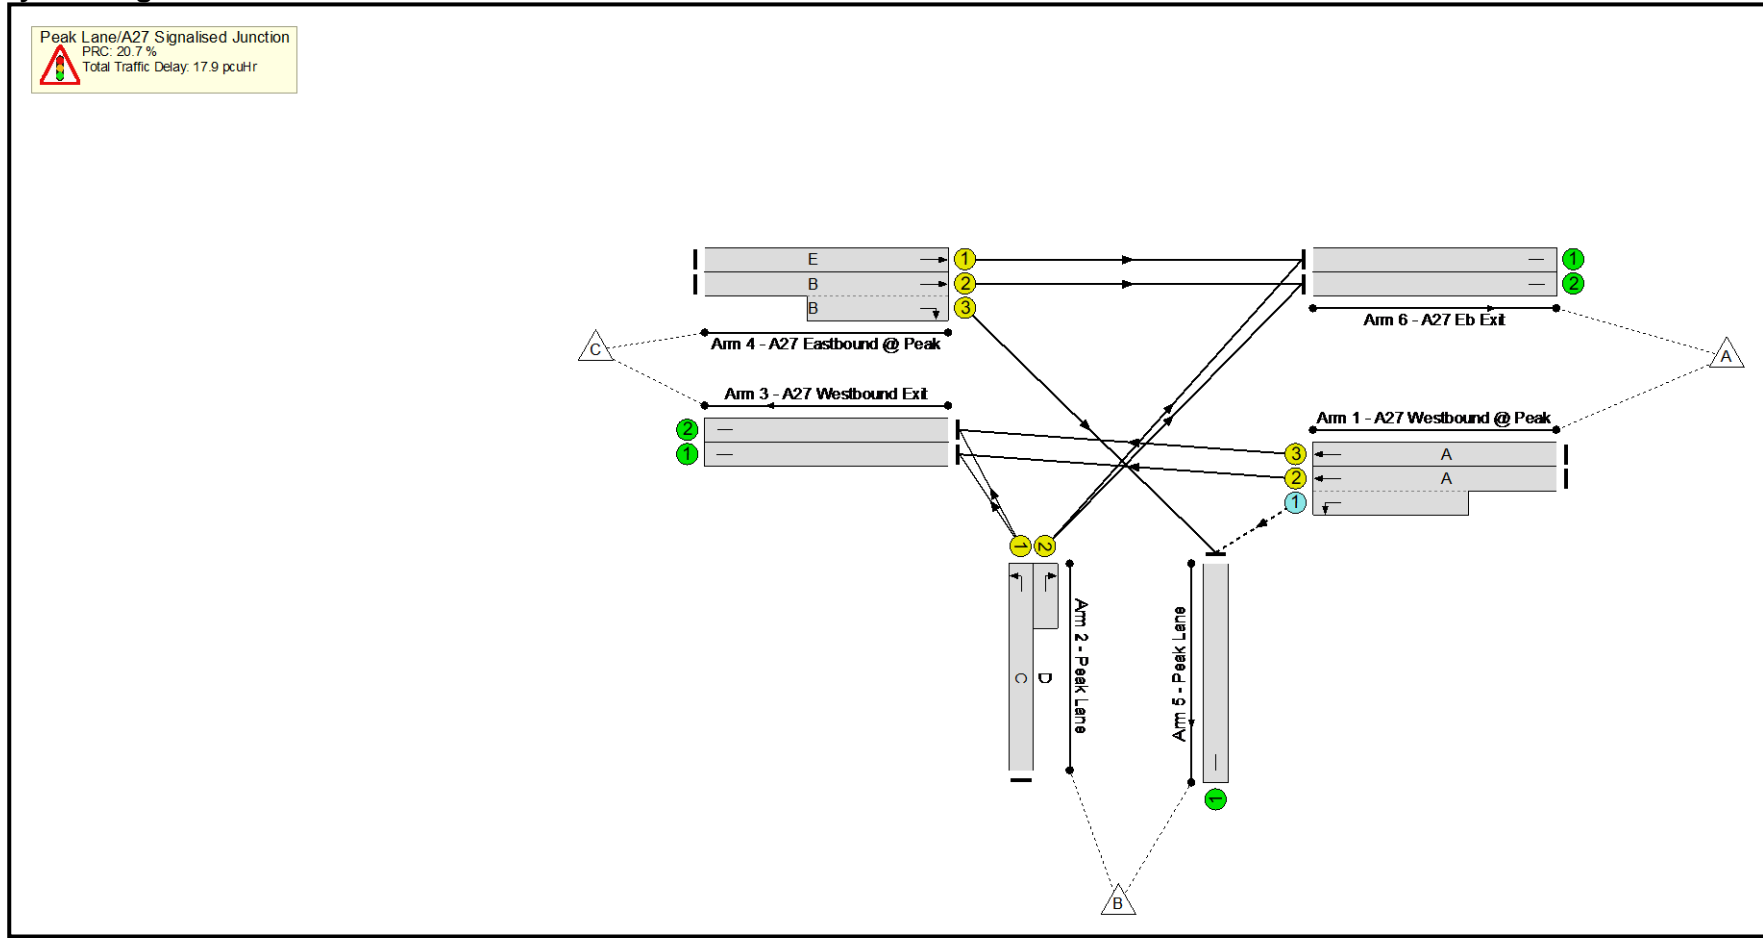 Peak Lane/A27 Signalised Junction
PRC: 20.7 %
Total Traffic Delay: 17.9 pcuHr
E
1
B
2
B
3
Arm 4 - A27 Eastbound @ Peak
1
2
Arm 6 - A27 Eb Exit
C
A
Arm 3 - A27 Westbound Exit
2
1
Arm 1 - A27 Westbound @ Peak
3
A
2
A
1
1
2
C
D
Arm 2 - Peak Lane
Arm 5 - Peak Lane
1
B